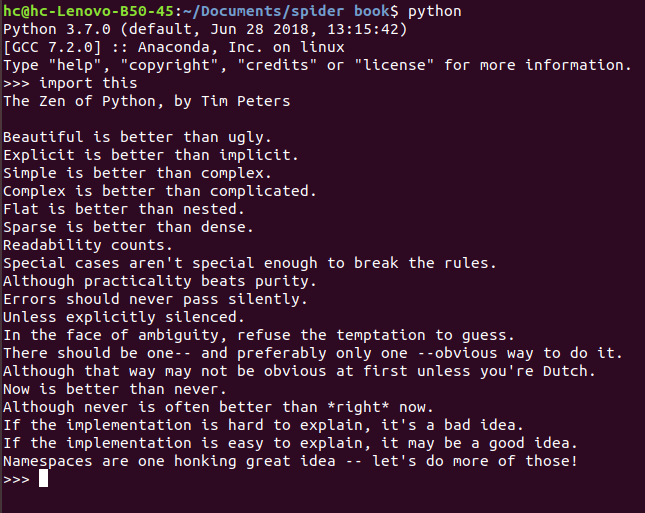 hc@hc-Lenovo-B50-45:~/Documents/spider book$ python
Python 3.7.0 (default, Jun 28 2018, 13:15:42)
[GCC 7.2.0] :: Anaconda, Inc. on linux
Type "help", "copyright", "credits" or "license" for more information.
>>> import this
The Zen of Python, by Tim Peters

Beautiful is better than ugly.
Explicit is better than implicit.
Simple is better than complex.
Complex is better than complicated.
Flat is better than nested.
Sparse is better than dense.
Readability counts.
Special cases aren't special enough to break the rules.
Although practicality beats purity.
Errors should never pass silently.
Unless explicitly silenced.
In the face of ambiguity, refuse the temptation to guess.
There should be one-- and preferably only one --obvious way to do it.
Although that way may not be obvious at first unless you're Dutch.
Now is better than never.
Although never is often better than *right* now.
If the implementation is hard to explain, it's a bad idea.
If the implementation is easy to explain, it may be a good idea.
Namespaces are one honking great idea -- let's do more of those!
>>>